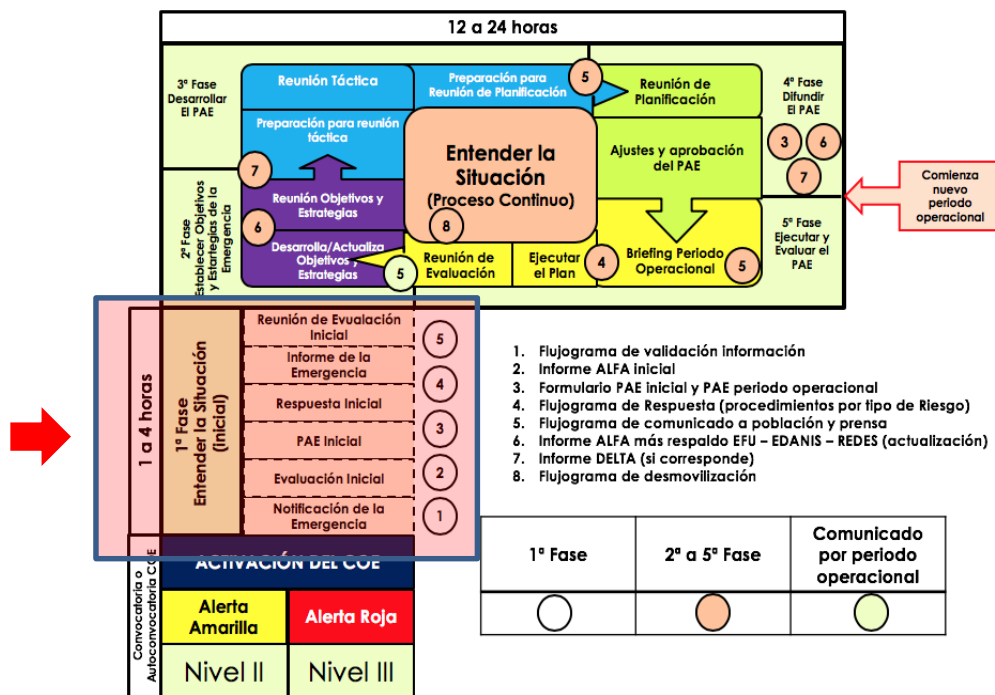 12 a 24 horas
3ª Fase
Desarrollar
El PAE
Reunión Táctica
Preparación para
Reunión de Planificación
5
Reunión de
Planificación
4ª Fase
Difundir
El PAE
Preparación para reunión
táctica
Entender la
Situación
(Proceso Continuo)
Ajustes y aprobación
del PAE
3
6
7
7
Comienza
nuevo
periodo
operacional
2ª Fase
Establecer Objetivos
y Estartegias de la
Emergencia
Reunión Objetivos y
Estrategias
6
8
5ª Fase
Ejecutar y
Evaluar el
PAE
Desarrolla/Actualiza
Objetivos y
Estrategias
5
Reunión de
Evaluación
Ejecutar
el Plan
4
Briefing Periodo
Operacional
5
1 a 4 horas
1ª Fase
Entender la Situación
(inicial)
Reunión de Evualación
Inicial
5
Informe de la
Emergencia
4
Respuesta Inicial
3
PAE Inicial
2
Evaluación Inicial
Notificación de la
Emergencia
1
1. Flujograma de validación información
2. Informe ALFA inicial
3. Formulario PAE inicial y PAE periodo operacional
4. Flujograma de Respuesta (procedimientos por tipo de Riesgo)
5. Flujograma de comunicado a población y prensa
6. Informe ALFA más respaldo EFU – EDANIS – REDES (actualización)
7. Informe DELTA (si corresponde)
8. Flujograma de desmovilización
1ª Fase
2ª a 5ª Fase
Comunicado
por periodo
operacional
Convocatoria o
Autoconvocatoria COE
ACTIVACIÓN DEL COE
Alerta
Amarilla
Alerta Roja
Nivel II
Nivel III